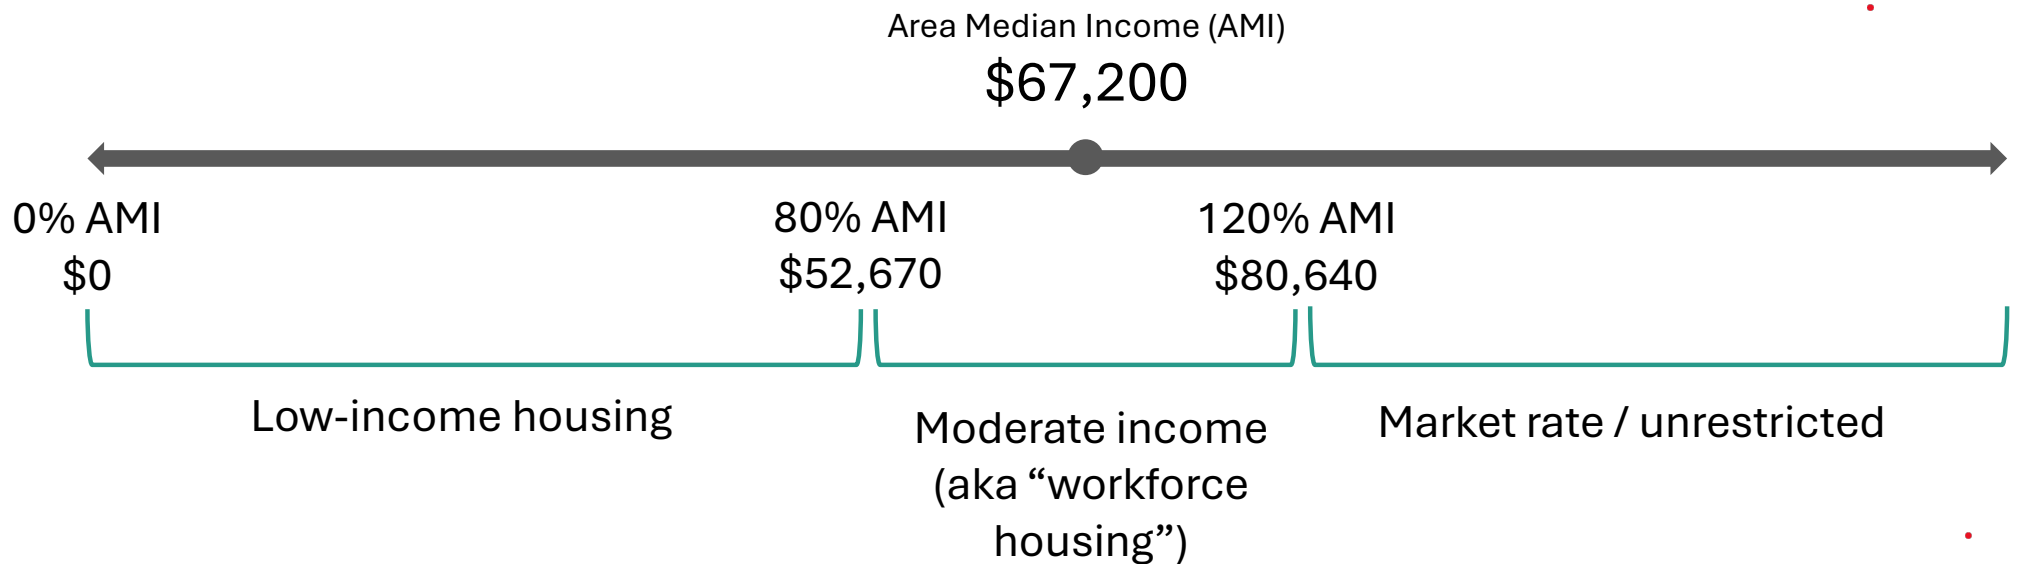 Area Median Income (AMI)
$67,200
0% AMI
$0
80% AMI
$52,670
120% AMI
$80,640
Low-income housing
Moderate income
(aka “workforce
housing”)
Market rate / unrestricted